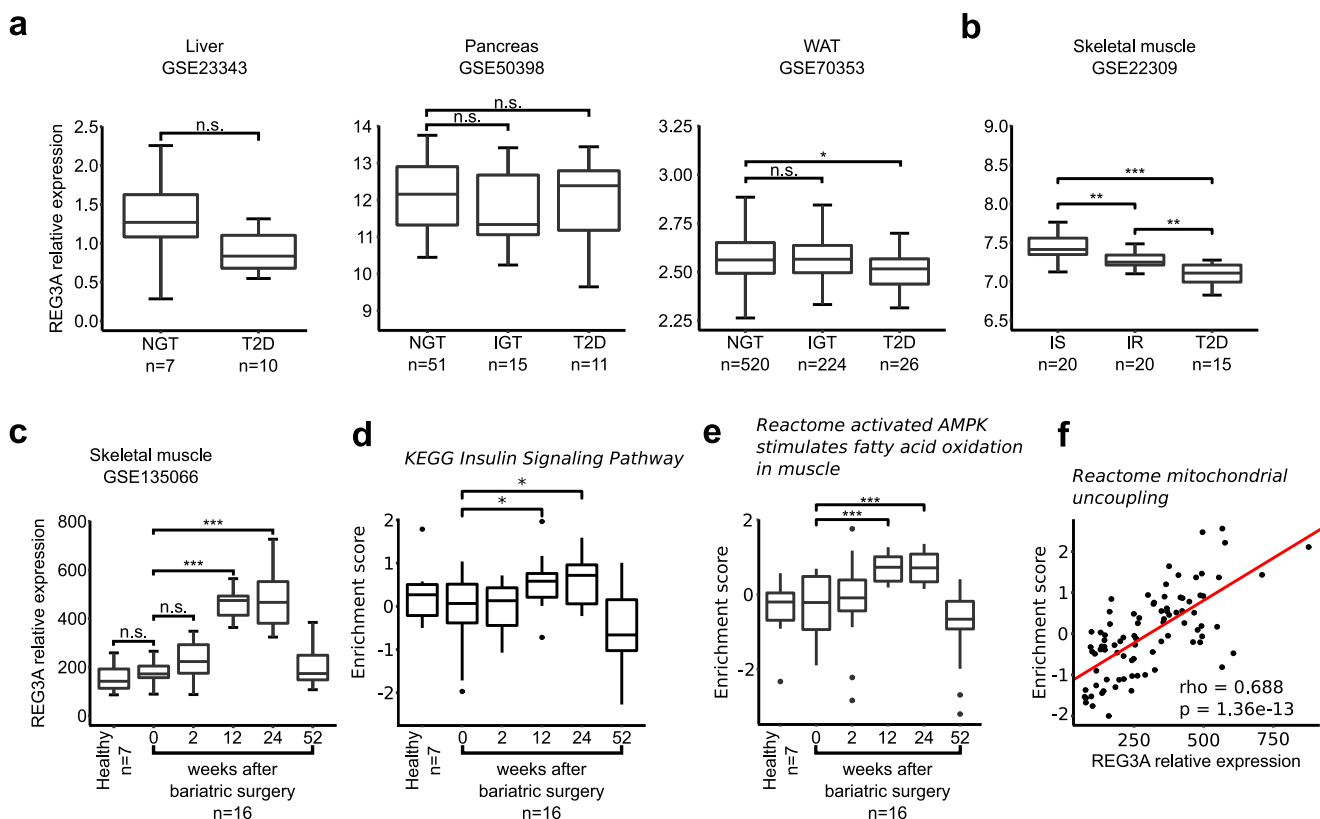 a
Liver
GSE23343
REG3A relative expression
2.5
2.0
1.5
1.0
0.5
0.0
n.s.
NGT
n=7
T2D
n=10
Pancreas
GSE50398
14
13
12
11
10
9
n.s.
n.s.
NGT
n=51
IGT
n=15
T2D
n=11
WAT
GSE70353
3.25
3.00
2.75
2.50
2.25
*
n.s.
NGT
n=520
IGT
n=224
T2D
n=26
b
Skeletal muscle
GSE22309
9.0
8.5
8.0
7.5
7.0
6.5
***
**
**
IS
n=20
IR
n=20
T2D
n=15
c
Skeletal muscle
GSE135066
REG3A relative expression
800
600
400
200
0
***
***
n.s.
n.s.
Healthy
n=7
0
2
12
24
52
weeks after
bariatric surgery
n=16
d
KEGG Insulin Signaling Pathway
Enrichment score
2
1
0
-1
-2
*
*
Healthy
n=7
0
2
12
24
52
weeks after
bariatric surgery
n=16
e
Reactome activated AMPK
stimulates fatty acid oxidation
in muscle
Enrichment score
2
0
-2
***
***
Healthy
n=7
0
2
12
24
52
weeks after
bariatric surgery
n=16
f
Reactome mitochondrial
uncoupling
Enrichment score
2
1
0
-1
-2
rho = 0.688
p = 1.36e-13
250
500
750
REG3A relative expression